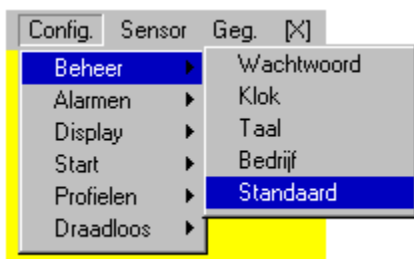 Config. Sensor Geg. [X]
Beheer
Alarmen
Display
Start
Profielen
Draadloos
Wachtwoord
Klok
Taal
Bedrijf
Standaard